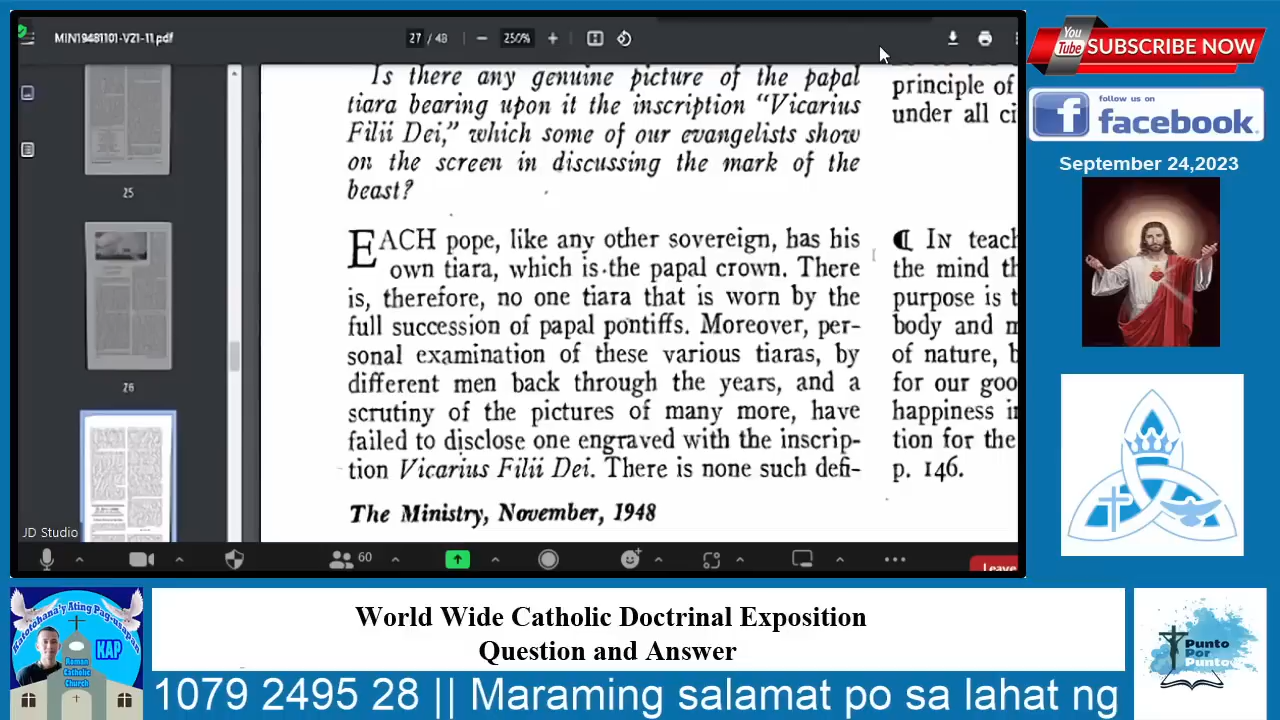 MIN19481101-V21-11.pdf
27 / 48
250%
25
26
Is there any genuine picture of the papal
tiara bearing upon it the inscription “Vicarius
Filii Dei,” which some of our evangelists show
on the screen in discussing the mark of the
beast?
EACH pope, like any other sovereign, has his
own tiara, which is the papal crown. There
is, therefore, no one tiara that is worn by the
full succession of papal pontiffs. Moreover, per-
sonal examination of these various tiaras, by
different men back through the years, and a
scrutiny of the pictures of many more, have
failed to disclose one engraved with the inscrip-
tion Vicarius Filii Dei. There is none such defi-
The Ministry, November, 1948
principle of
under all ci
¶ IN teach
the mind th
purpose is t
body and m
of nature, b
for our goo
happiness in
tion for the
p. 146.
JD Studio
60
Leave
You
Tube
SUBSCRIBE NOW
follow us on
facebook
September 24,2023
Katotohana'y Ating Pag-usapan
KAP
Roman
Catholic
Church
World Wide Catholic Doctrinal Exposition
Question and Answer
Punto
Por
Punto
1079 2495 28 || Maraming salamat po sa lahat ng